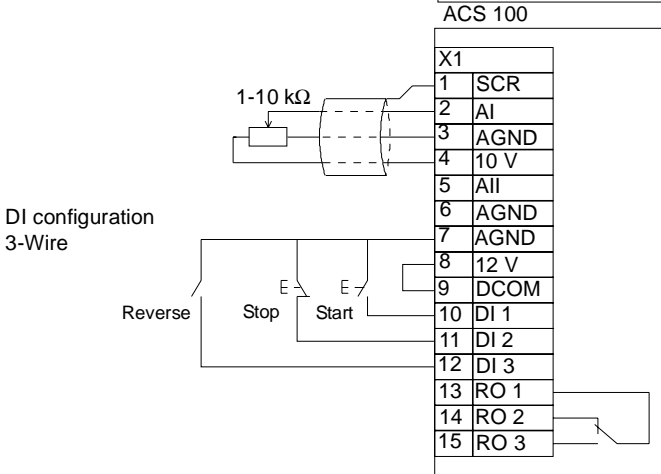 ACS 100
X1
1 SCR
1-10 kΩ
2 AI
3 AGND
4 10 V
5 AII
6 AGND
DI configuration
3-Wire
7 AGND
8 12 V
9 DCOM
Reverse Stop Start
10 DI 1
11 DI 2
12 DI 3
13 RO 1
14 RO 2
15 RO 3